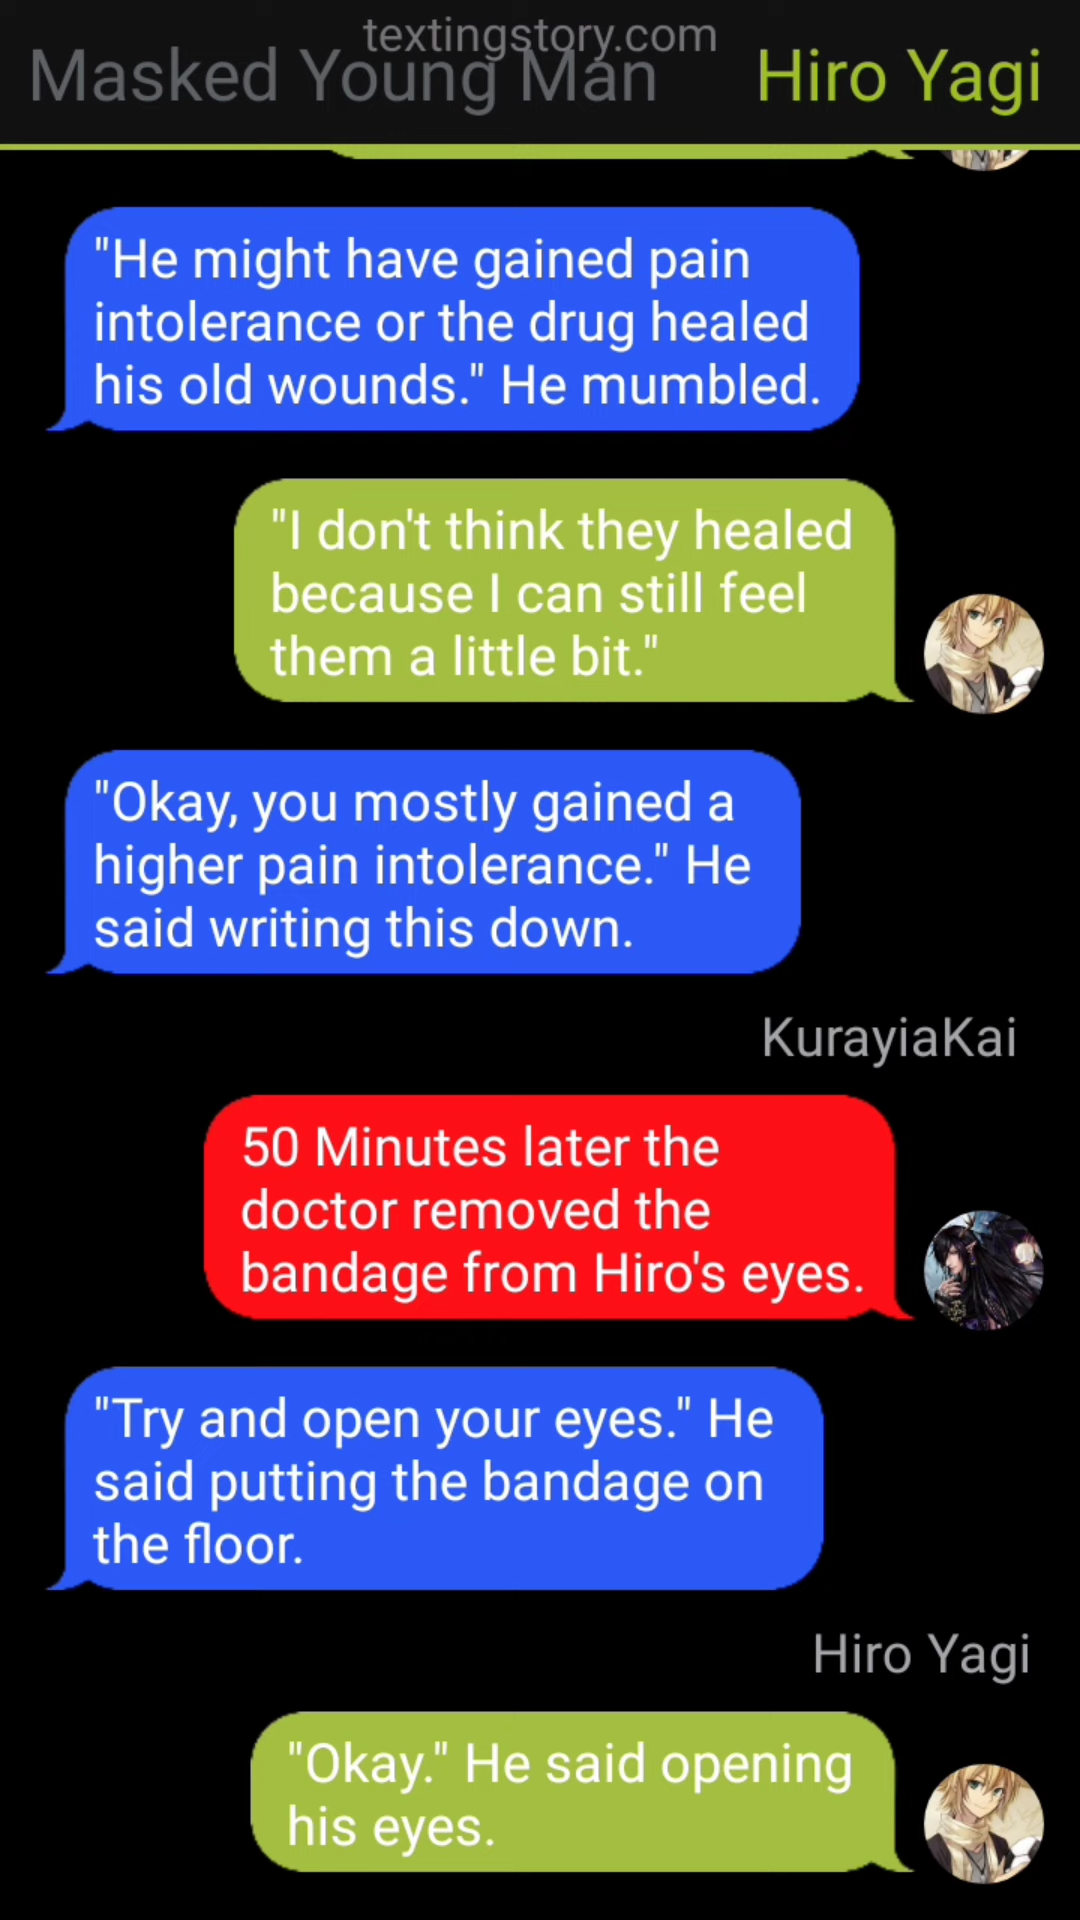 textingstory.com
Masked Young Man Hiro Yagi
"He might have gained pain
intolerance or the drug healed
his old wounds." He mumbled.
"I don't think they healed
because I can still feel
them a little bit."
"Okay, you mostly gained a
higher pain intolerance." He
said writing this down.
KurayiaKai
50 Minutes later the
doctor removed the
bandage from Hiro's eyes.
"Try and open your eyes." He
said putting the bandage on
the floor.
Hiro Yagi
"Okay." He said opening
his eyes.